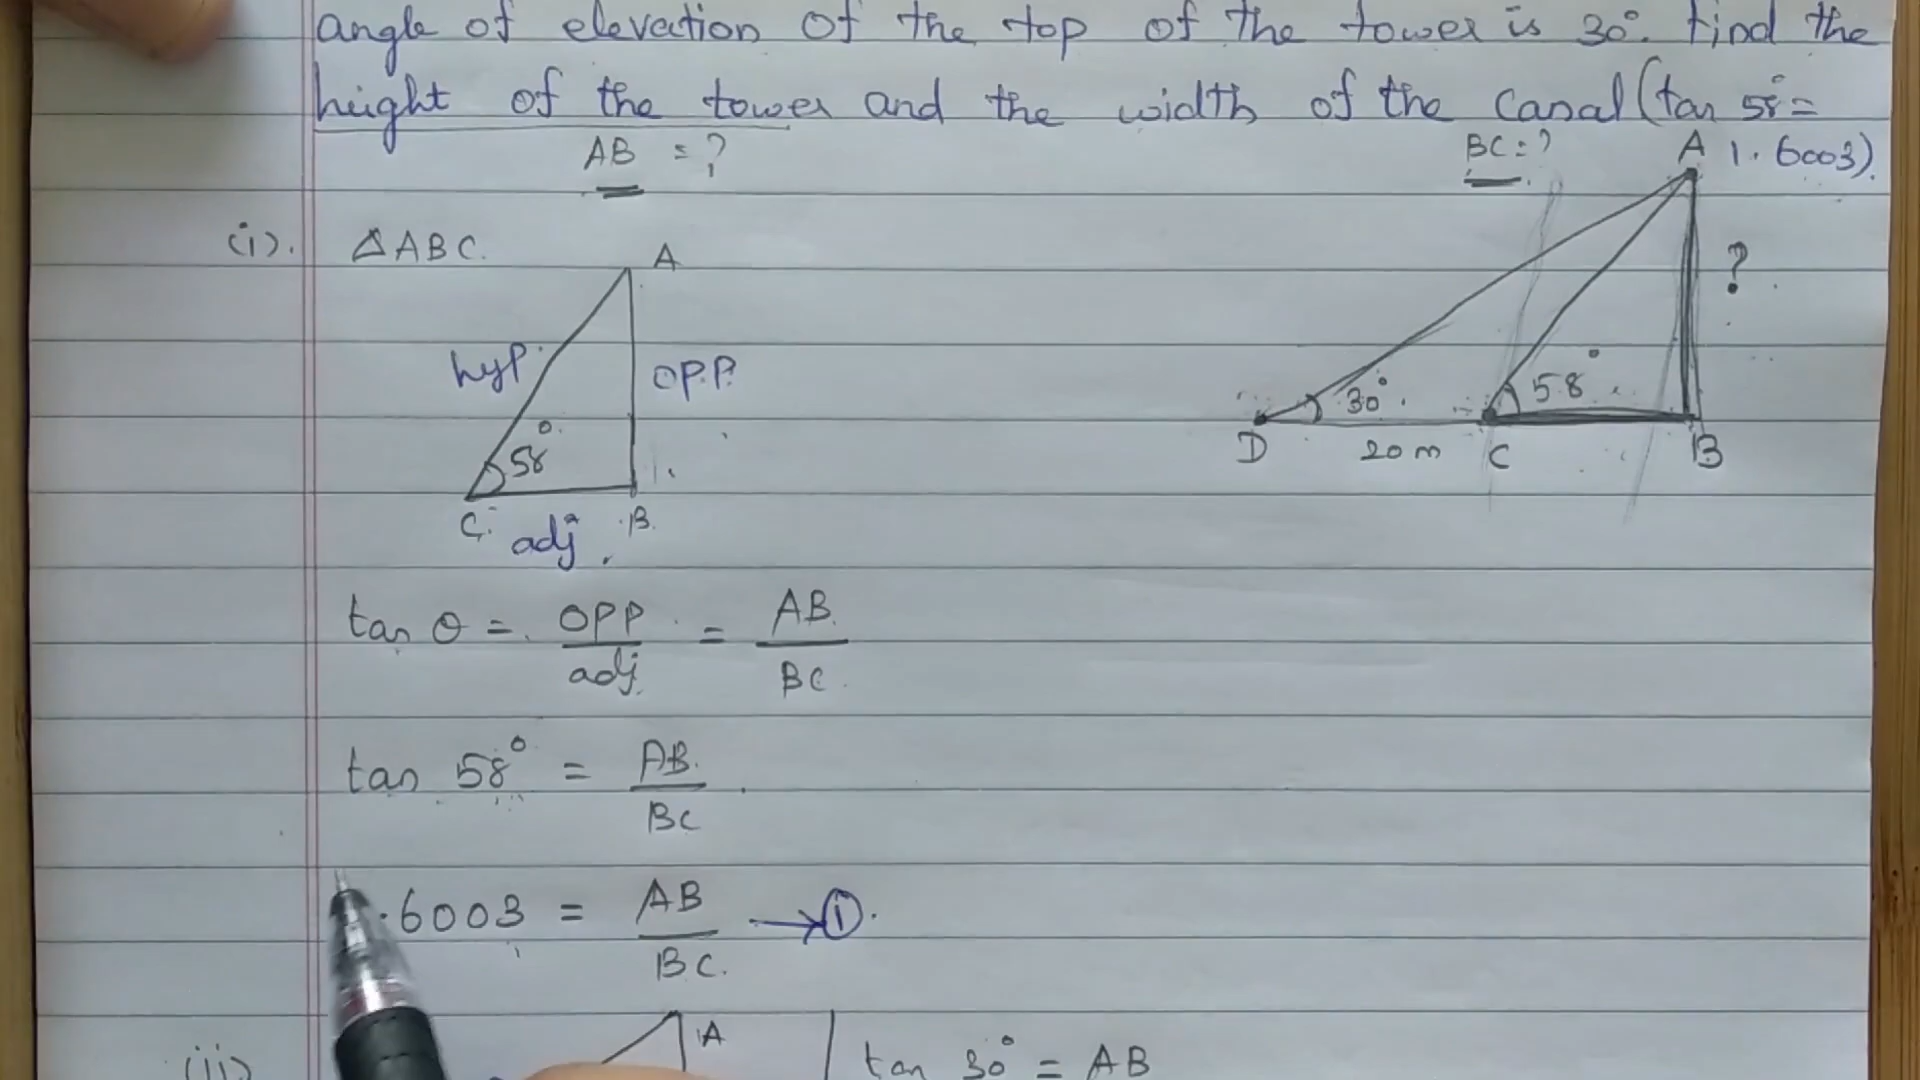 angle of elevation of the top of the tower is 30°. Find the
height of the tower and the width of the canal (tan 58° =
1.6003).
AB = ?
BC = ?
(i). △ABC.
A
hyp.
opp.
58°
C
B
adj.
A
?
30°.
58°
D
20 m
C
B
tan θ = opp/adj = AB/BC
tan 58° = AB/BC
.6003 = AB/BC → ①.
(ii)
A
tan 30° = AB